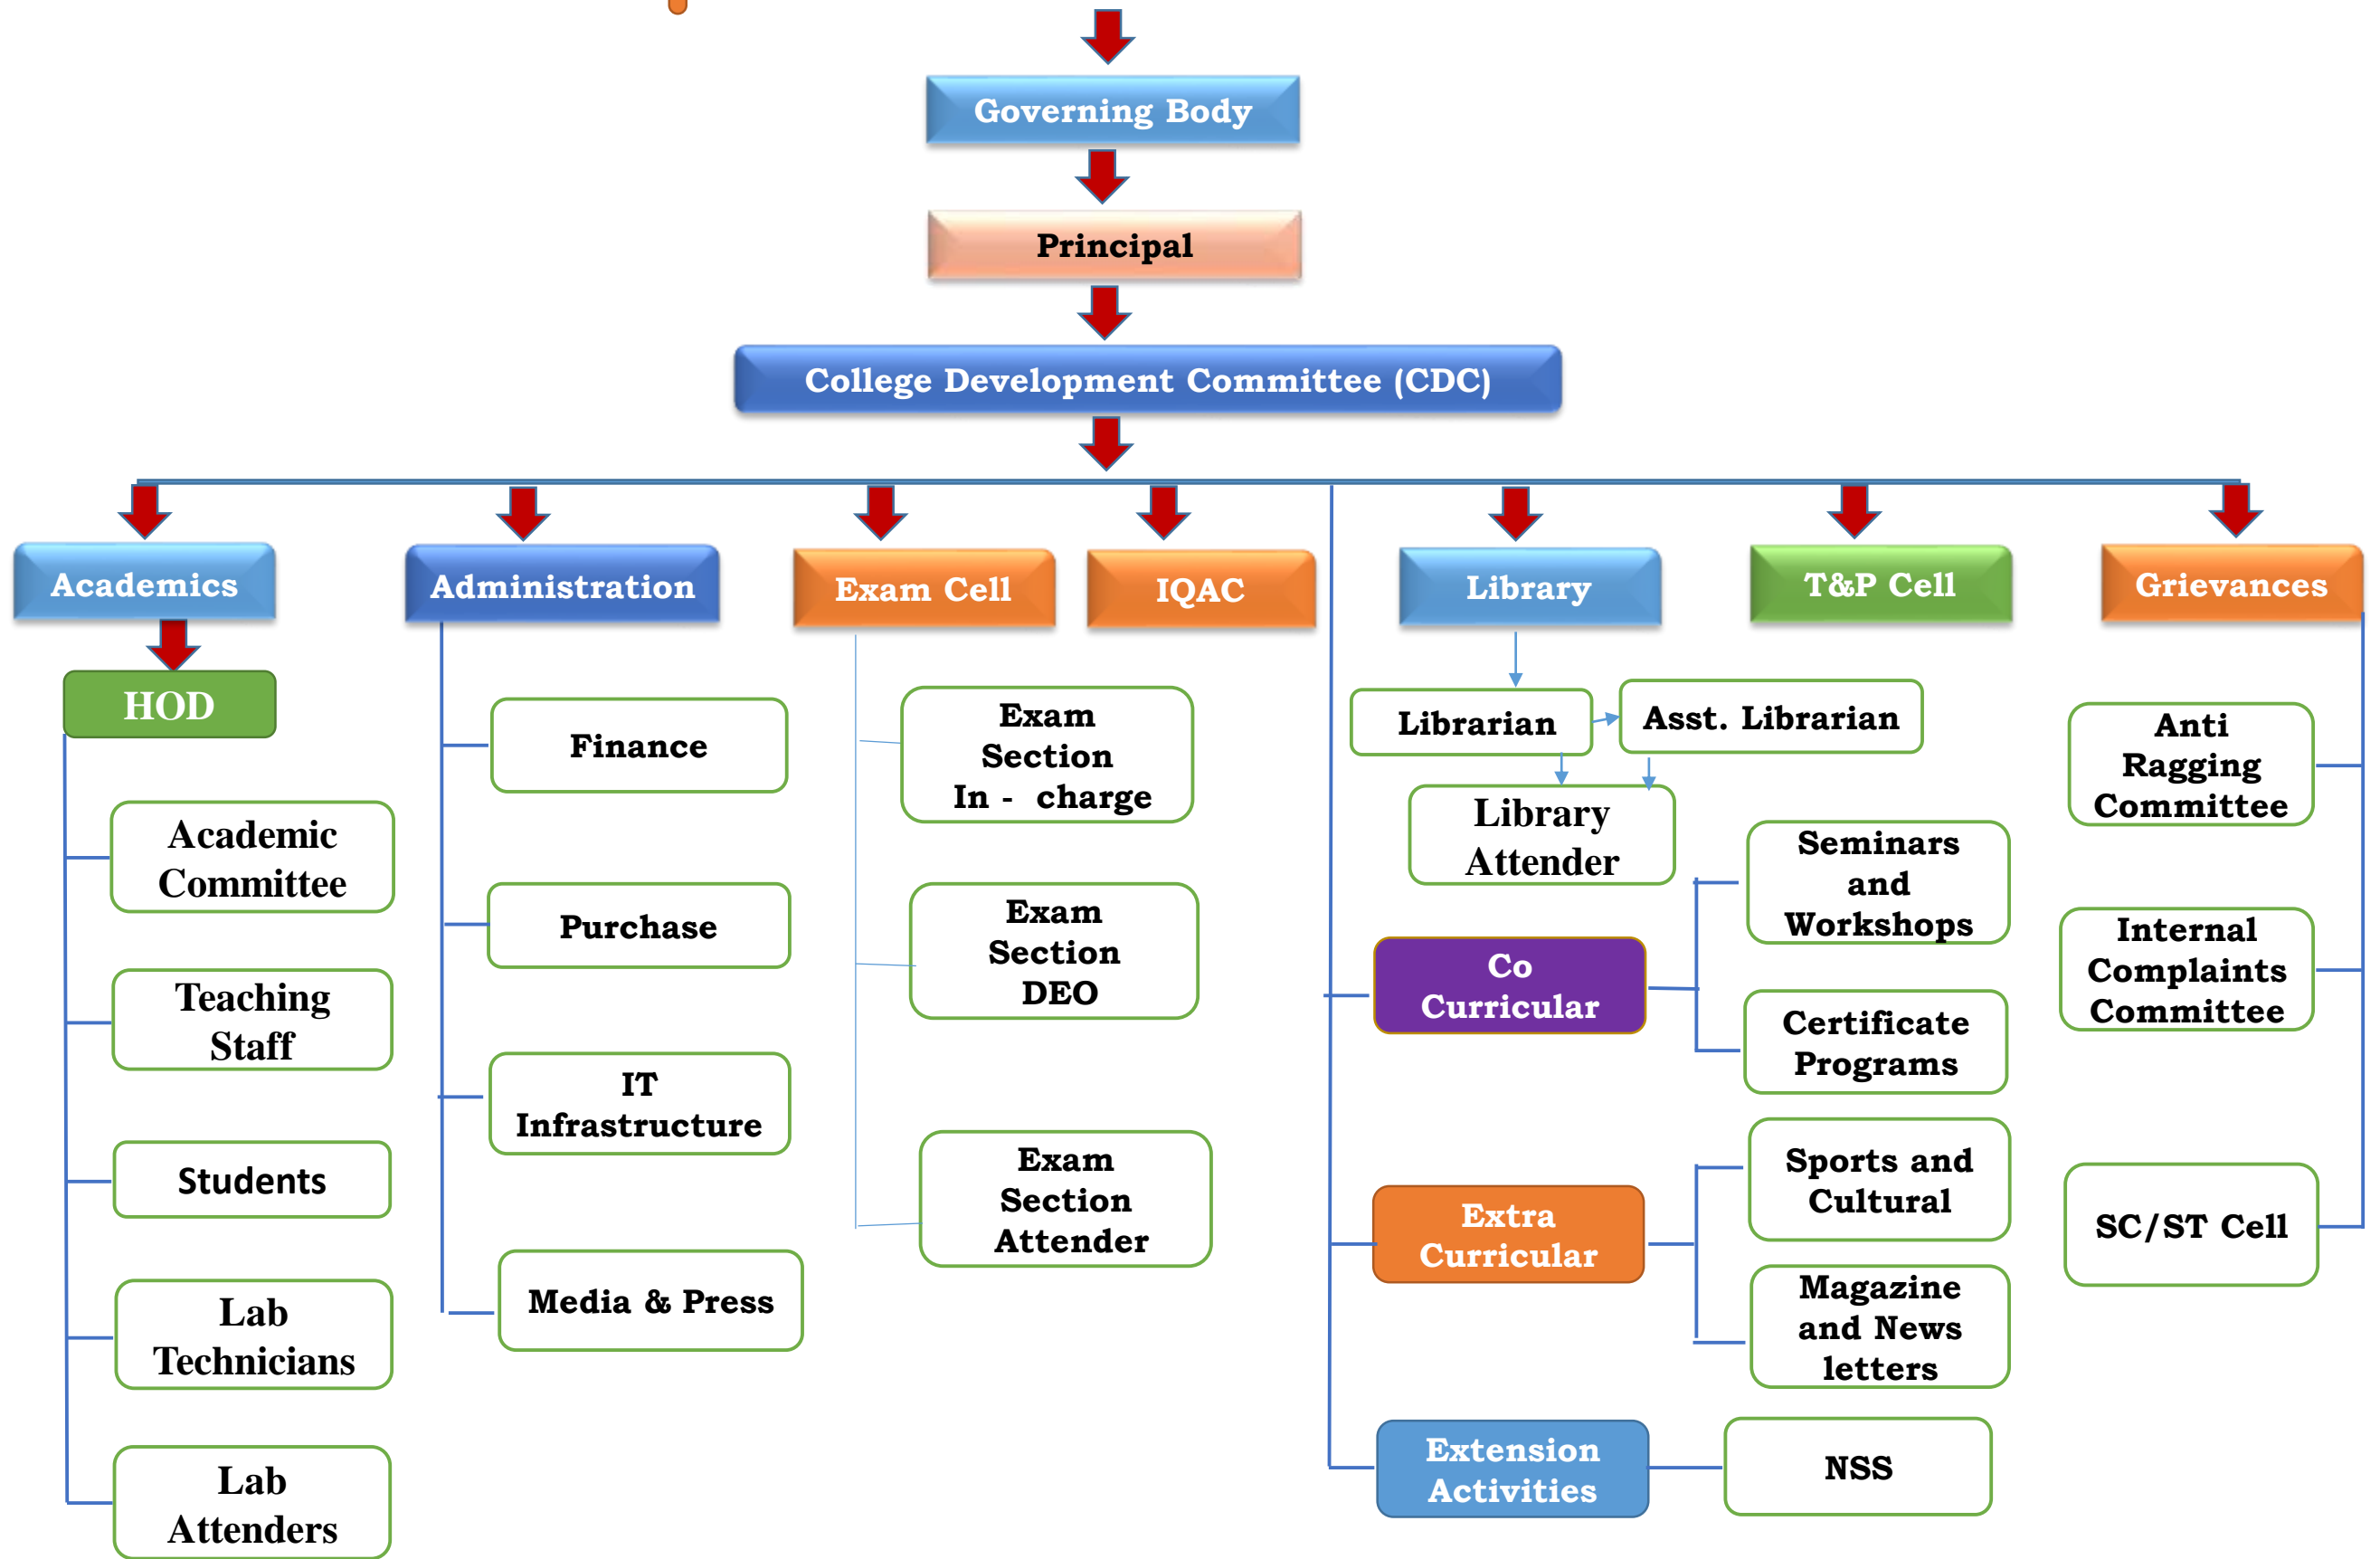 Governing Body
Principal
College Development Committee (CDC)
Academics
Administration
Exam Cell
IQAC
Library
T&P Cell
Grievances
HOD
Academic
Committee
Teaching
Staff
Students
Lab
Technicians
Lab
Attenders
Finance
Purchase
IT
Infrastructure
Media & Press
Exam
Section
In - charge
Exam
Section
DEO
Exam
Section
Attender
Librarian
Asst. Librarian
Library
Attender
Co
Curricular
Seminars
and
Workshops
Certificate
Programs
Extra
Curricular
Sports and
Cultural
Magazine
and News
letters
Extension
Activities
NSS
Anti
Ragging
Committee
Internal
Complaints
Committee
SC/ST Cell